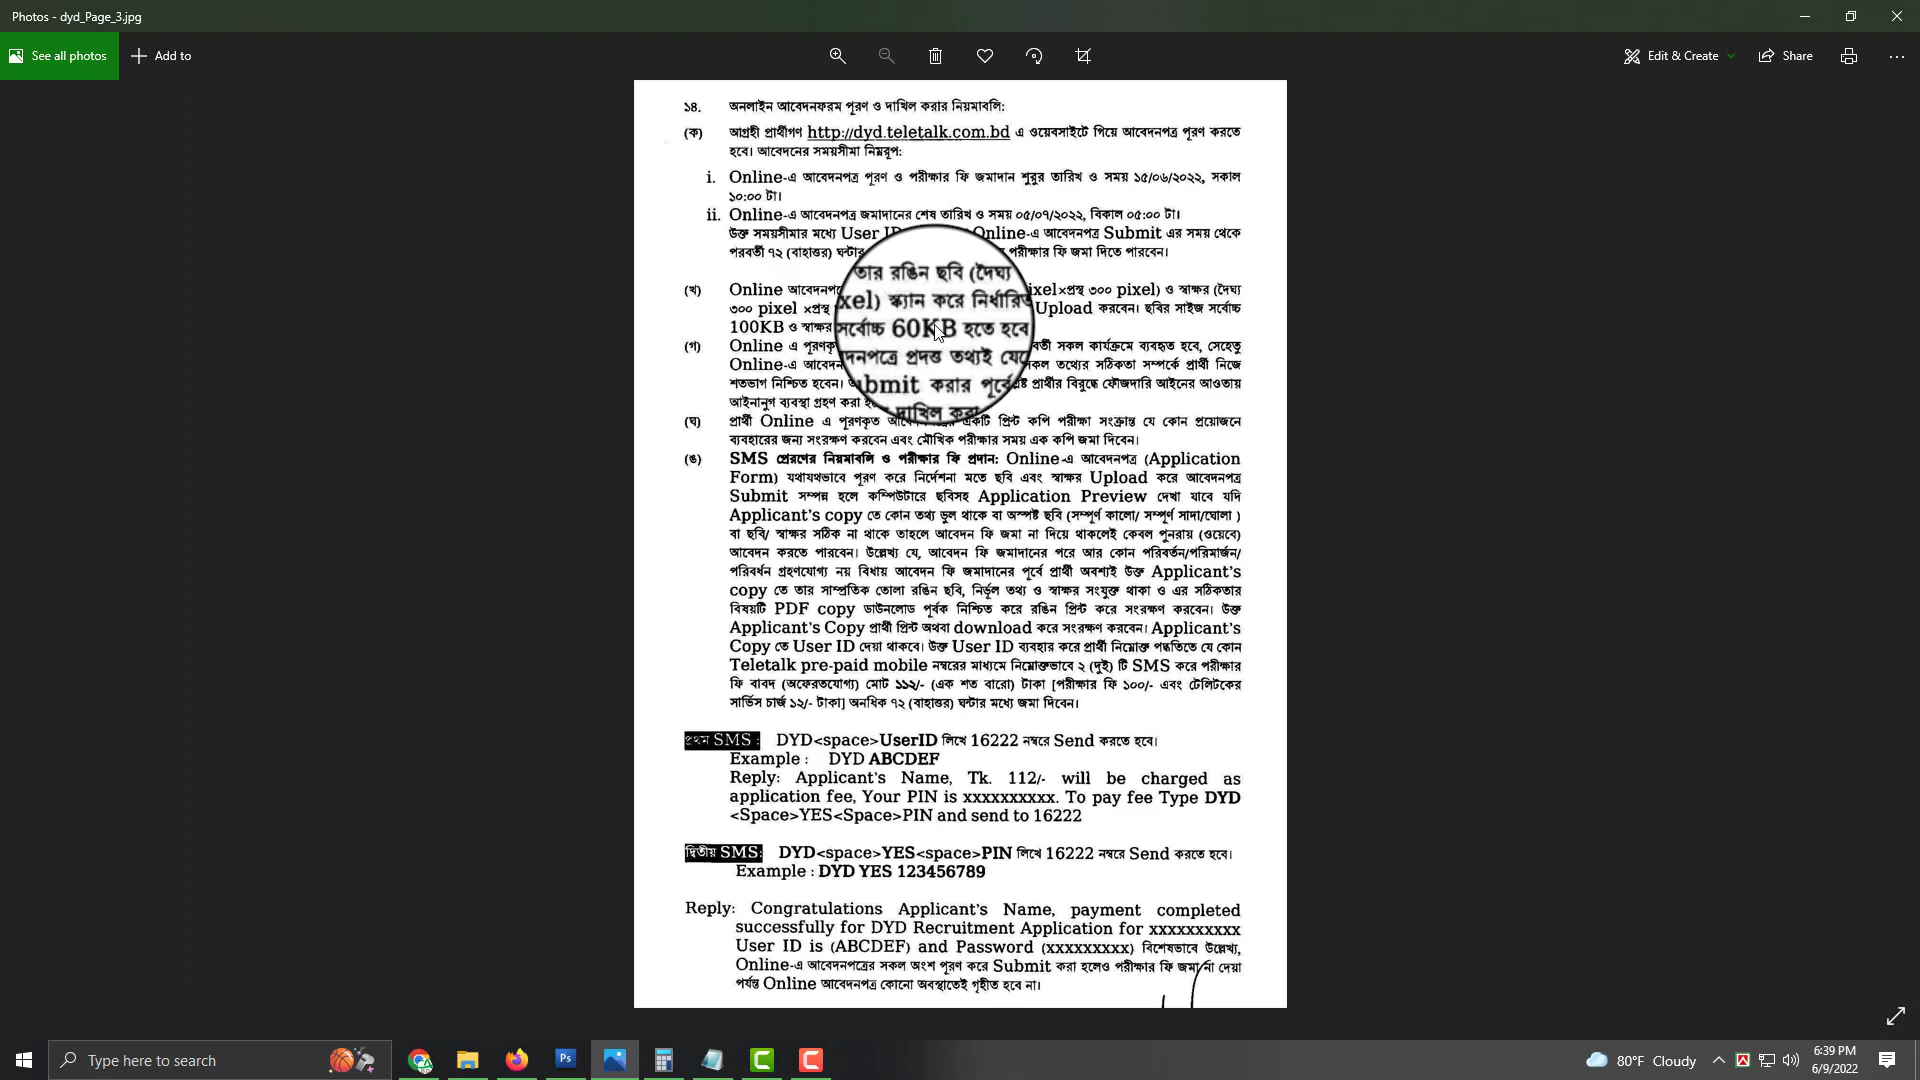 Photos - dyd_Page_3.jpg
See all photos
Add to
Edit & Create
Share
১৪. অনলাইন আবেদনফরম পূরণ ও দাখিল করার নিয়মাবলি:
(ক) আগ্রহী প্রার্থীগণ http://dyd.teletalk.com.bd এ ওয়েবসাইটে গিয়ে আবেদনপত্র পূরণ করতে
হবে। আবেদনের সময়সীমা নিম্নরূপ:
i. Online-এ আবেদনপত্র পূরণ ও পরীক্ষার ফি জমাদান শুরুর তারিখ ও সময় ১৫/০৬/২০২২, সকাল
১০:০০ টা।
ii. Online-এ আবেদনপত্র জমাদানের শেষ তারিখ ও সময় ০৫/০৭/২০২২, বিকাল ০৫:০০ টা।
উক্ত সময়সীমার মধ্যে User ID Online-এ আবেদনপত্র Submit এর সময় থেকে
পরবর্তী ৭২ (বাহাত্তর) ঘন্টার পরীক্ষার ফি জমা দিতে পারবেন।
তার রঙিন ছবি (দৈঘ্য
(খ) Online ixel×প্রস্থ ৩০০ pixel) ও স্বাক্ষর (দৈঘ্য
xel) স্ক্যান করে নির্ধারিত
৩০০ pixel ×প্রস্থ Upload করবেন। ছবির সাইজ সর্বোচ্চ
100KB ও স্বাক্ষর সর্বোচ্চ 60KB হতে হবে
(গ) Online এ বর্তী সকল কার্যক্রমে ব্যবহৃত হবে, সেহেতু
দনপত্রে প্রদত্ত তথ্যই যে
Online-এ সকল তথ্যের সঠিকতা সম্পর্কে প্রার্থী নিজে
শতভাগ নিশ্চিত হবেন। ubmit করার পূর্বে প্রার্থীর বিরুদ্ধে ফৌজদারি আইনের আওতায়
আইনানুগ ব্যবস্থা গ্রহণ করা দাখিল করা
(ঘ) প্রার্থী Online এ পূরণকৃত একটি প্রিন্ট কপি পরীক্ষা সংক্রান্ত যে কোন প্রয়োজনে
ব্যবহারের জন্য সংরক্ষণ করবেন এবং মৌখিক পরীক্ষার সময় এক কপি জমা দিবেন।
(ঙ) SMS প্রেরণের নিয়মাবলি ও পরীক্ষার ফি প্রদান: Online-এ আবেদনপত্র (Application
Form) যথাযথভাবে পূরণ করে নির্দেশনা মতে ছবি এবং স্বাক্ষর Upload করে আবেদনপত্র
Submit সম্পন্ন হলে কম্পিউটারে ছবিসহ Application Preview দেখা যাবে যদি
Applicant's copy তে কোন তথ্য ভুল থাকে বা অস্পষ্ট ছবি (সম্পূর্ণ কালো/ সম্পূর্ণ সাদা/ঘোলা )
বা ছবি/ স্বাক্ষর সঠিক না থাকে তাহলে আবেদন ফি জমা না দিয়ে থাকলেই কেবল পুনরায় (ওয়েবে)
আবেদন করতে পারবেন। উল্লেখ্য যে, আবেদন ফি জমাদানের পরে আর কোন পরিবর্তন/পরিমার্জন/
পরিবর্ধন গ্রহণযোগ্য নয় বিধায় আবেদন ফি জমাদানের পূর্বে প্রার্থী অবশ্যই উক্ত Applicant's
copy তে তার সাম্প্রতিক তোলা রঙিন ছবি, নির্ভুল তথ্য ও স্বাক্ষর সংযুক্ত থাকা ও এর সঠিকতার
বিষয়টি PDF copy ডাউনলোড পূর্বক নিশ্চিত করে রঙিন প্রিন্ট করে সংরক্ষণ করবেন। উক্ত
Applicant's Copy প্রার্থী প্রিন্ট অথবা download করে সংরক্ষণ করবেন। Applicant's
Copy তে User ID দেয়া থাকবে। উক্ত User ID ব্যবহার করে প্রার্থী নিম্নোক্ত পদ্ধতিতে যে কোন
Teletalk pre-paid mobile নম্বরের মাধ্যমে নিম্নোক্তভাবে ২ (দুই) টি SMS করে পরীক্ষার
ফি বাবদ (অফেরতযোগ্য) মোট ১১২/- (এক শত বারো) টাকা [পরীক্ষার ফি ১০০/- এবং টেলিটকের
সার্ভিস চার্জ ১২/- টাকা] অনধিক ৭২ (বাহাত্তর) ঘন্টার মধ্যে জমা দিবেন।
প্রথম SMS : DYD<space>UserID লিখে 16222 নম্বরে Send করতে হবে।
Example : DYD ABCDEF
Reply: Applicant's Name, Tk. 112/- will be charged as
application fee, Your PIN is xxxxxxxxxx. To pay fee Type DYD
<Space>YES<Space>PIN and send to 16222
দ্বিতীয় SMS: DYD<space>YES<space>PIN লিখে 16222 নম্বরে Send করতে হবে।
Example : DYD YES 123456789
Reply: Congratulations Applicant's Name, payment completed
successfully for DYD Recruitment Application for xxxxxxxxxx
User ID is (ABCDEF) and Password (xxxxxxxxx) বিশেষভাবে উল্লেখ্য,
Online-এ আবেদনপত্রের সকল অংশ পূরণ করে Submit করা হলেও পরীক্ষার ফি জমা না দেয়া
পর্যন্ত Online আবেদনপত্র কোনো অবস্থাতেই গৃহীত হবে না।
Type here to search
Ps
80°F Cloudy
6:39 PM
6/9/2022